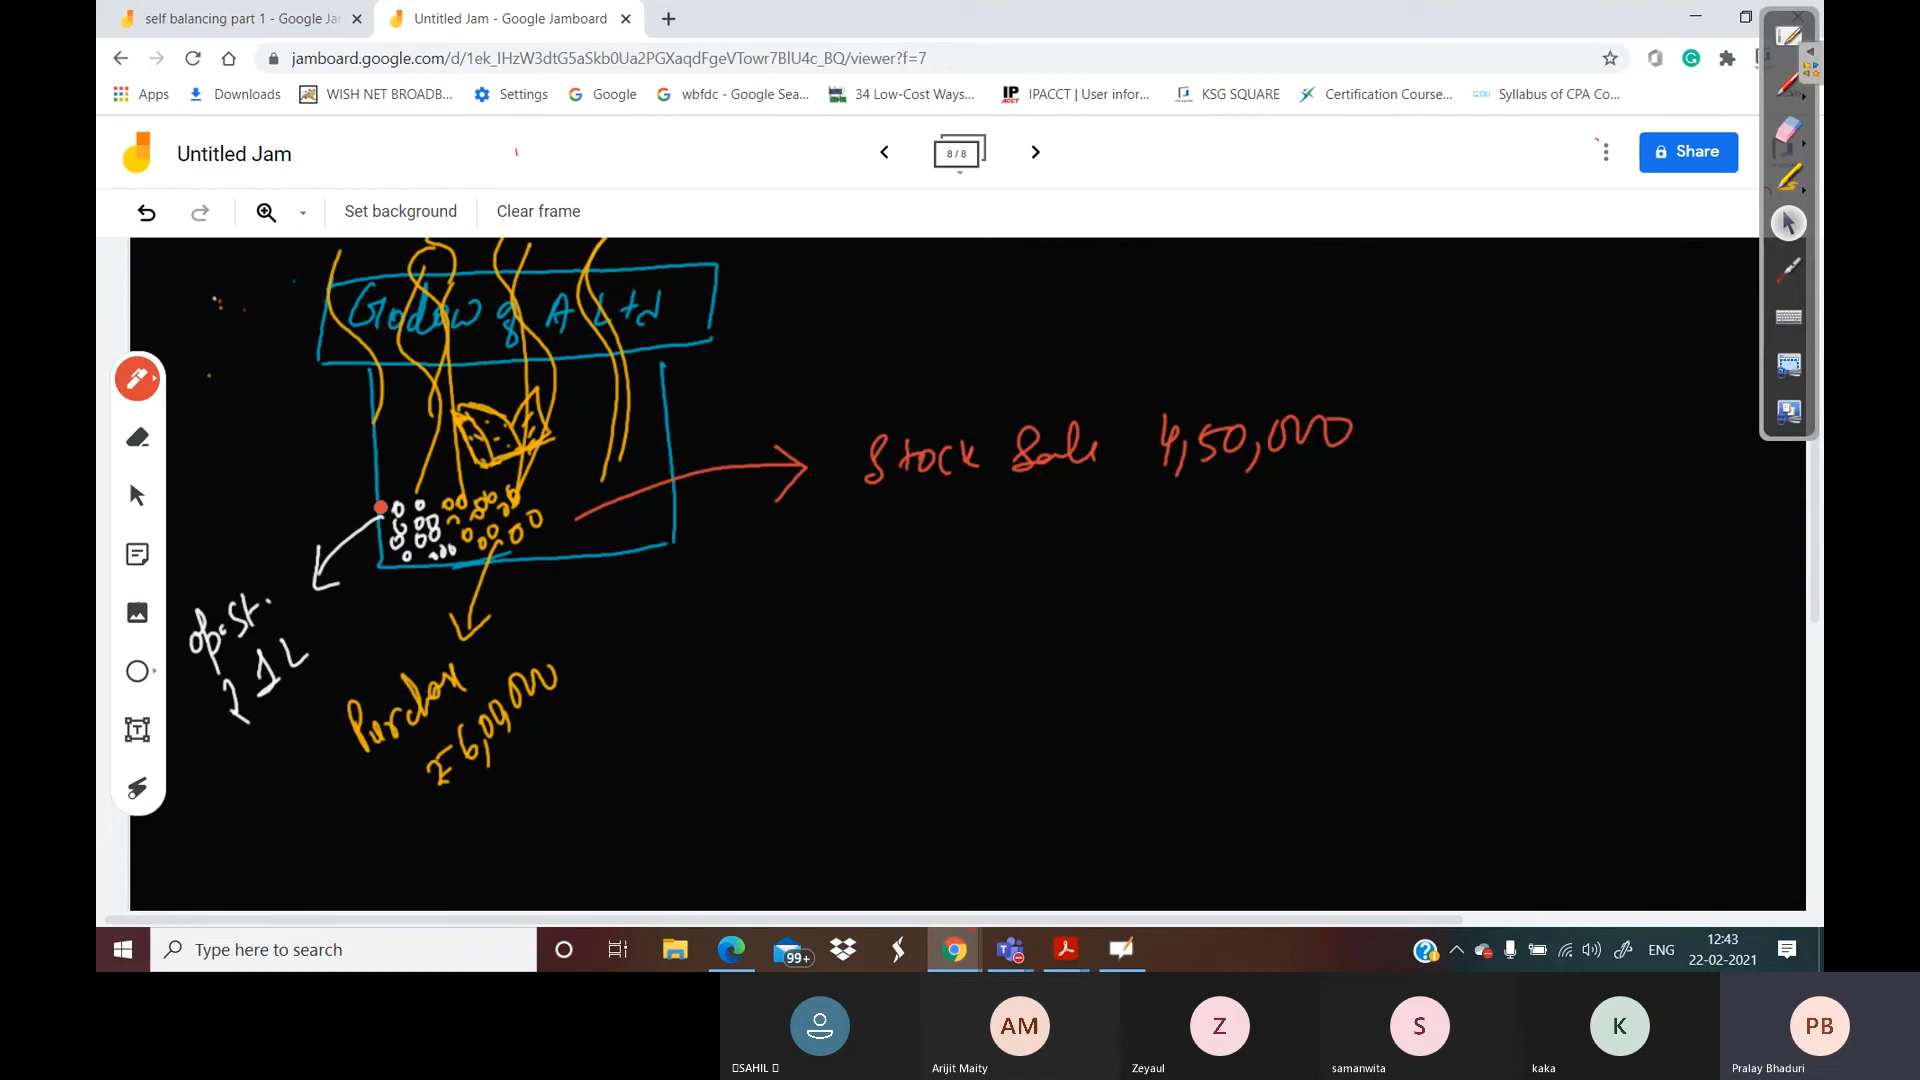 self balancing part 1 - Google Ja
Untitled Jam - Google Jamboard
jamboard.google.com/d/1ek_IHzW3dtG5aSkb0Ua2PGXaqdFgeVTowr7BlU4c_BQ/viewer?f=7
Apps Downloads WISH NET BROADB... Settings Google wbfdc - Google Sea... 34 Low-Cost Ways... IPACCT | User infor... KSG SQUARE Certification Course... Syllabus of CPA Co...
Untitled Jam
8 / 8
Share
Set background Clear frame
Godow of A Ltd
Stock Sale 4,50,000
op. st.
₹ 1 L
Purchase
₹ 6,00,000
Type here to search
99+
ENG
12:43
22-02-2021
AM Z S K PB
SAHIL Arijit Maity Zeyaul samanwita kaka Pralay Bhaduri